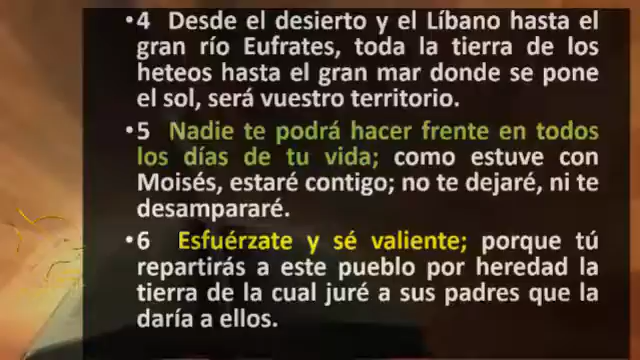 •4 Desde el desierto y el Líbano hasta el
gran río Eufrates, toda la tierra de los
heteos hasta el gran mar donde se pone
el sol, será vuestro territorio.
•5 Nadie te podrá hacer frente en todos
los días de tu vida; como estuve con
Moisés, estaré contigo; no te dejaré, ni te
desampararé.
•6 Esfuérzate y sé valiente; porque tú
repartirás a este pueblo por heredad la
tierra de la cual juré a sus padres que la
daría a ellos.